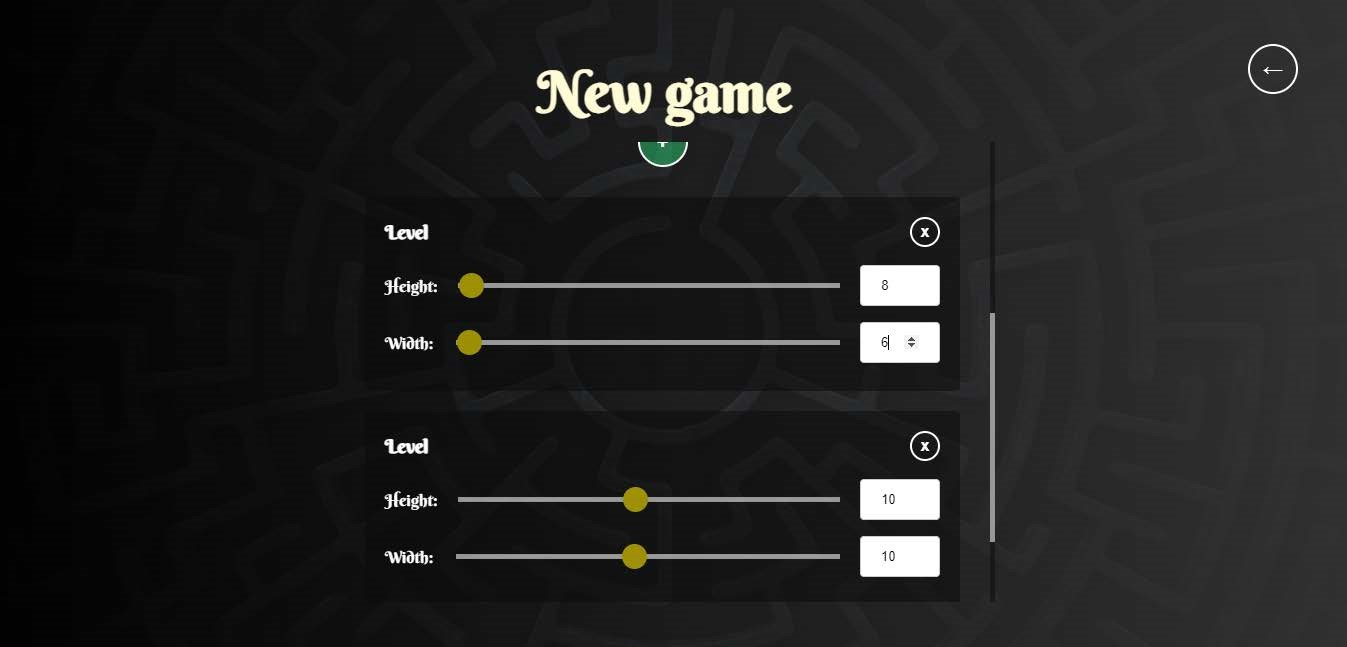 New game
←
Level x
Height: 8
Width: 6
Level x
Height: 10
Width: 10